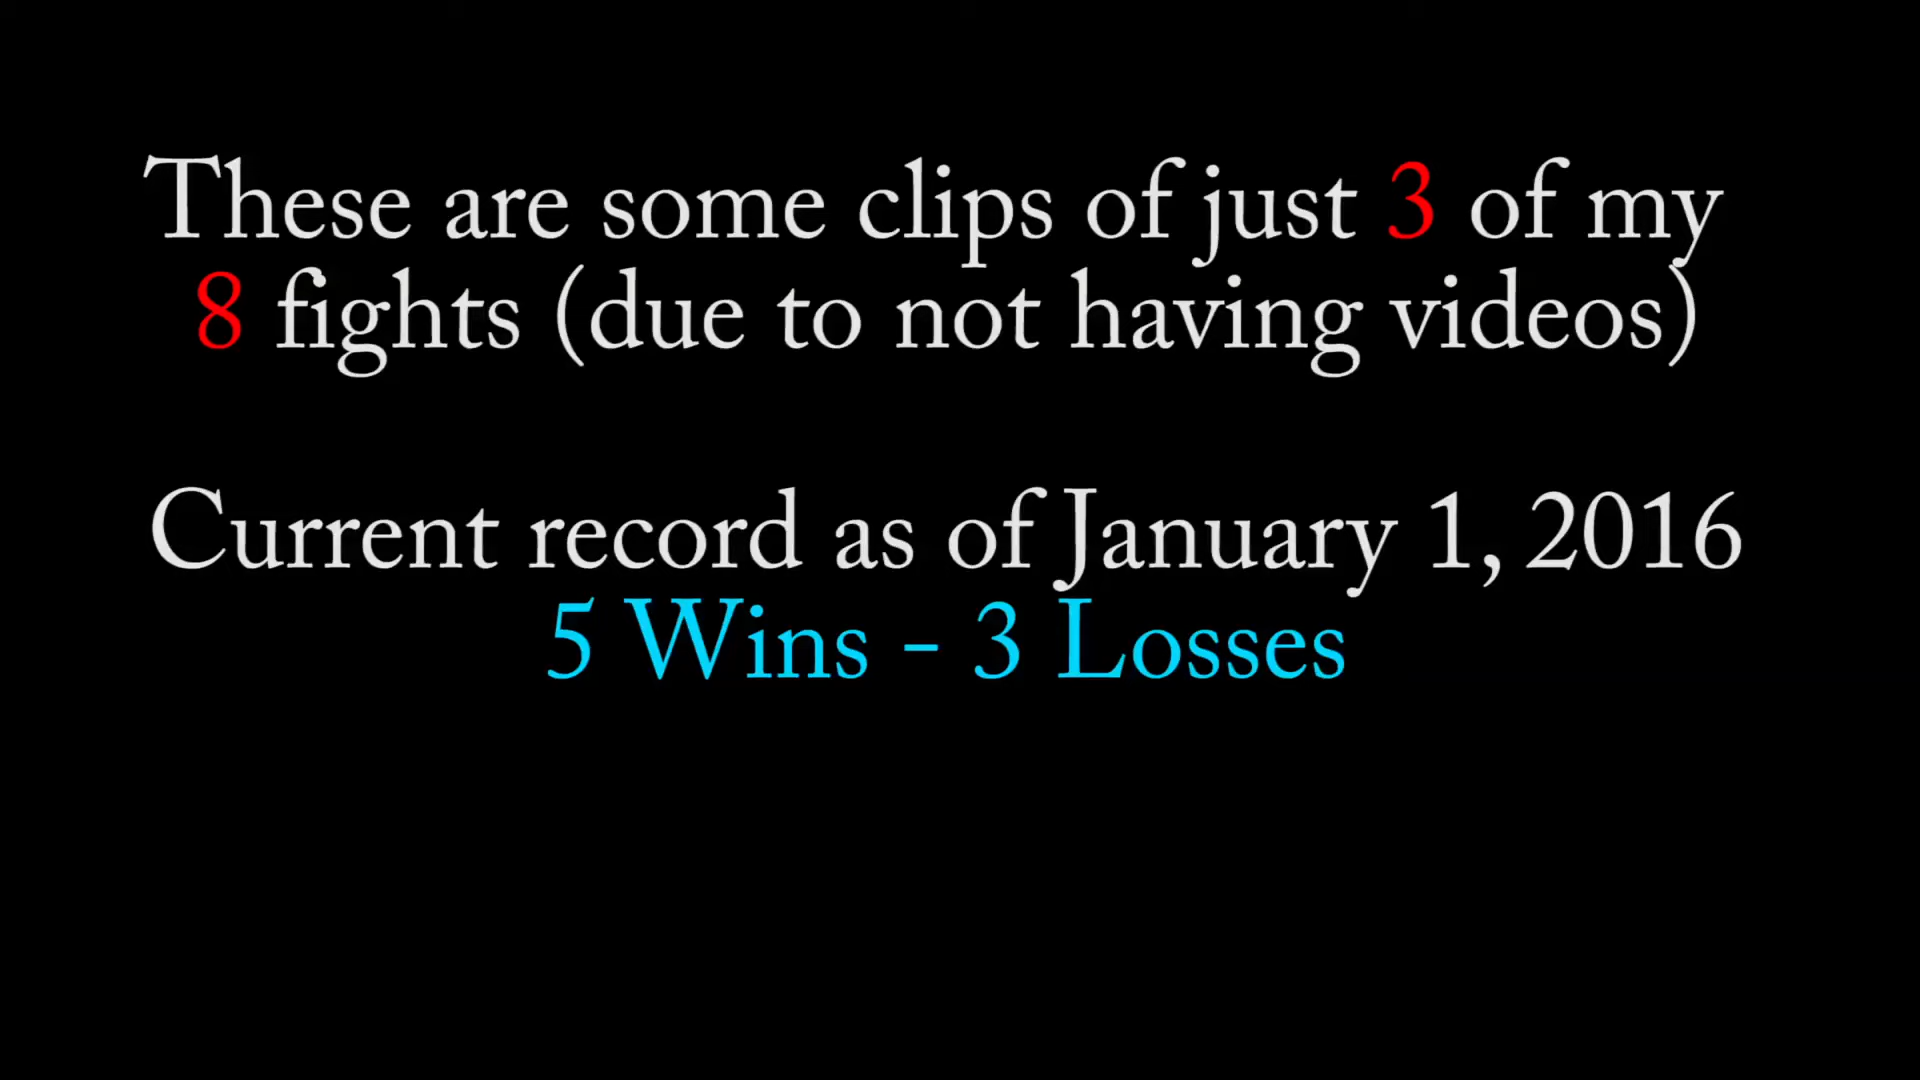 These are some clips of just 3 of my
8 fights (due to not having videos)
Current record as of January 1, 2016
5 Wins - 3 Losses